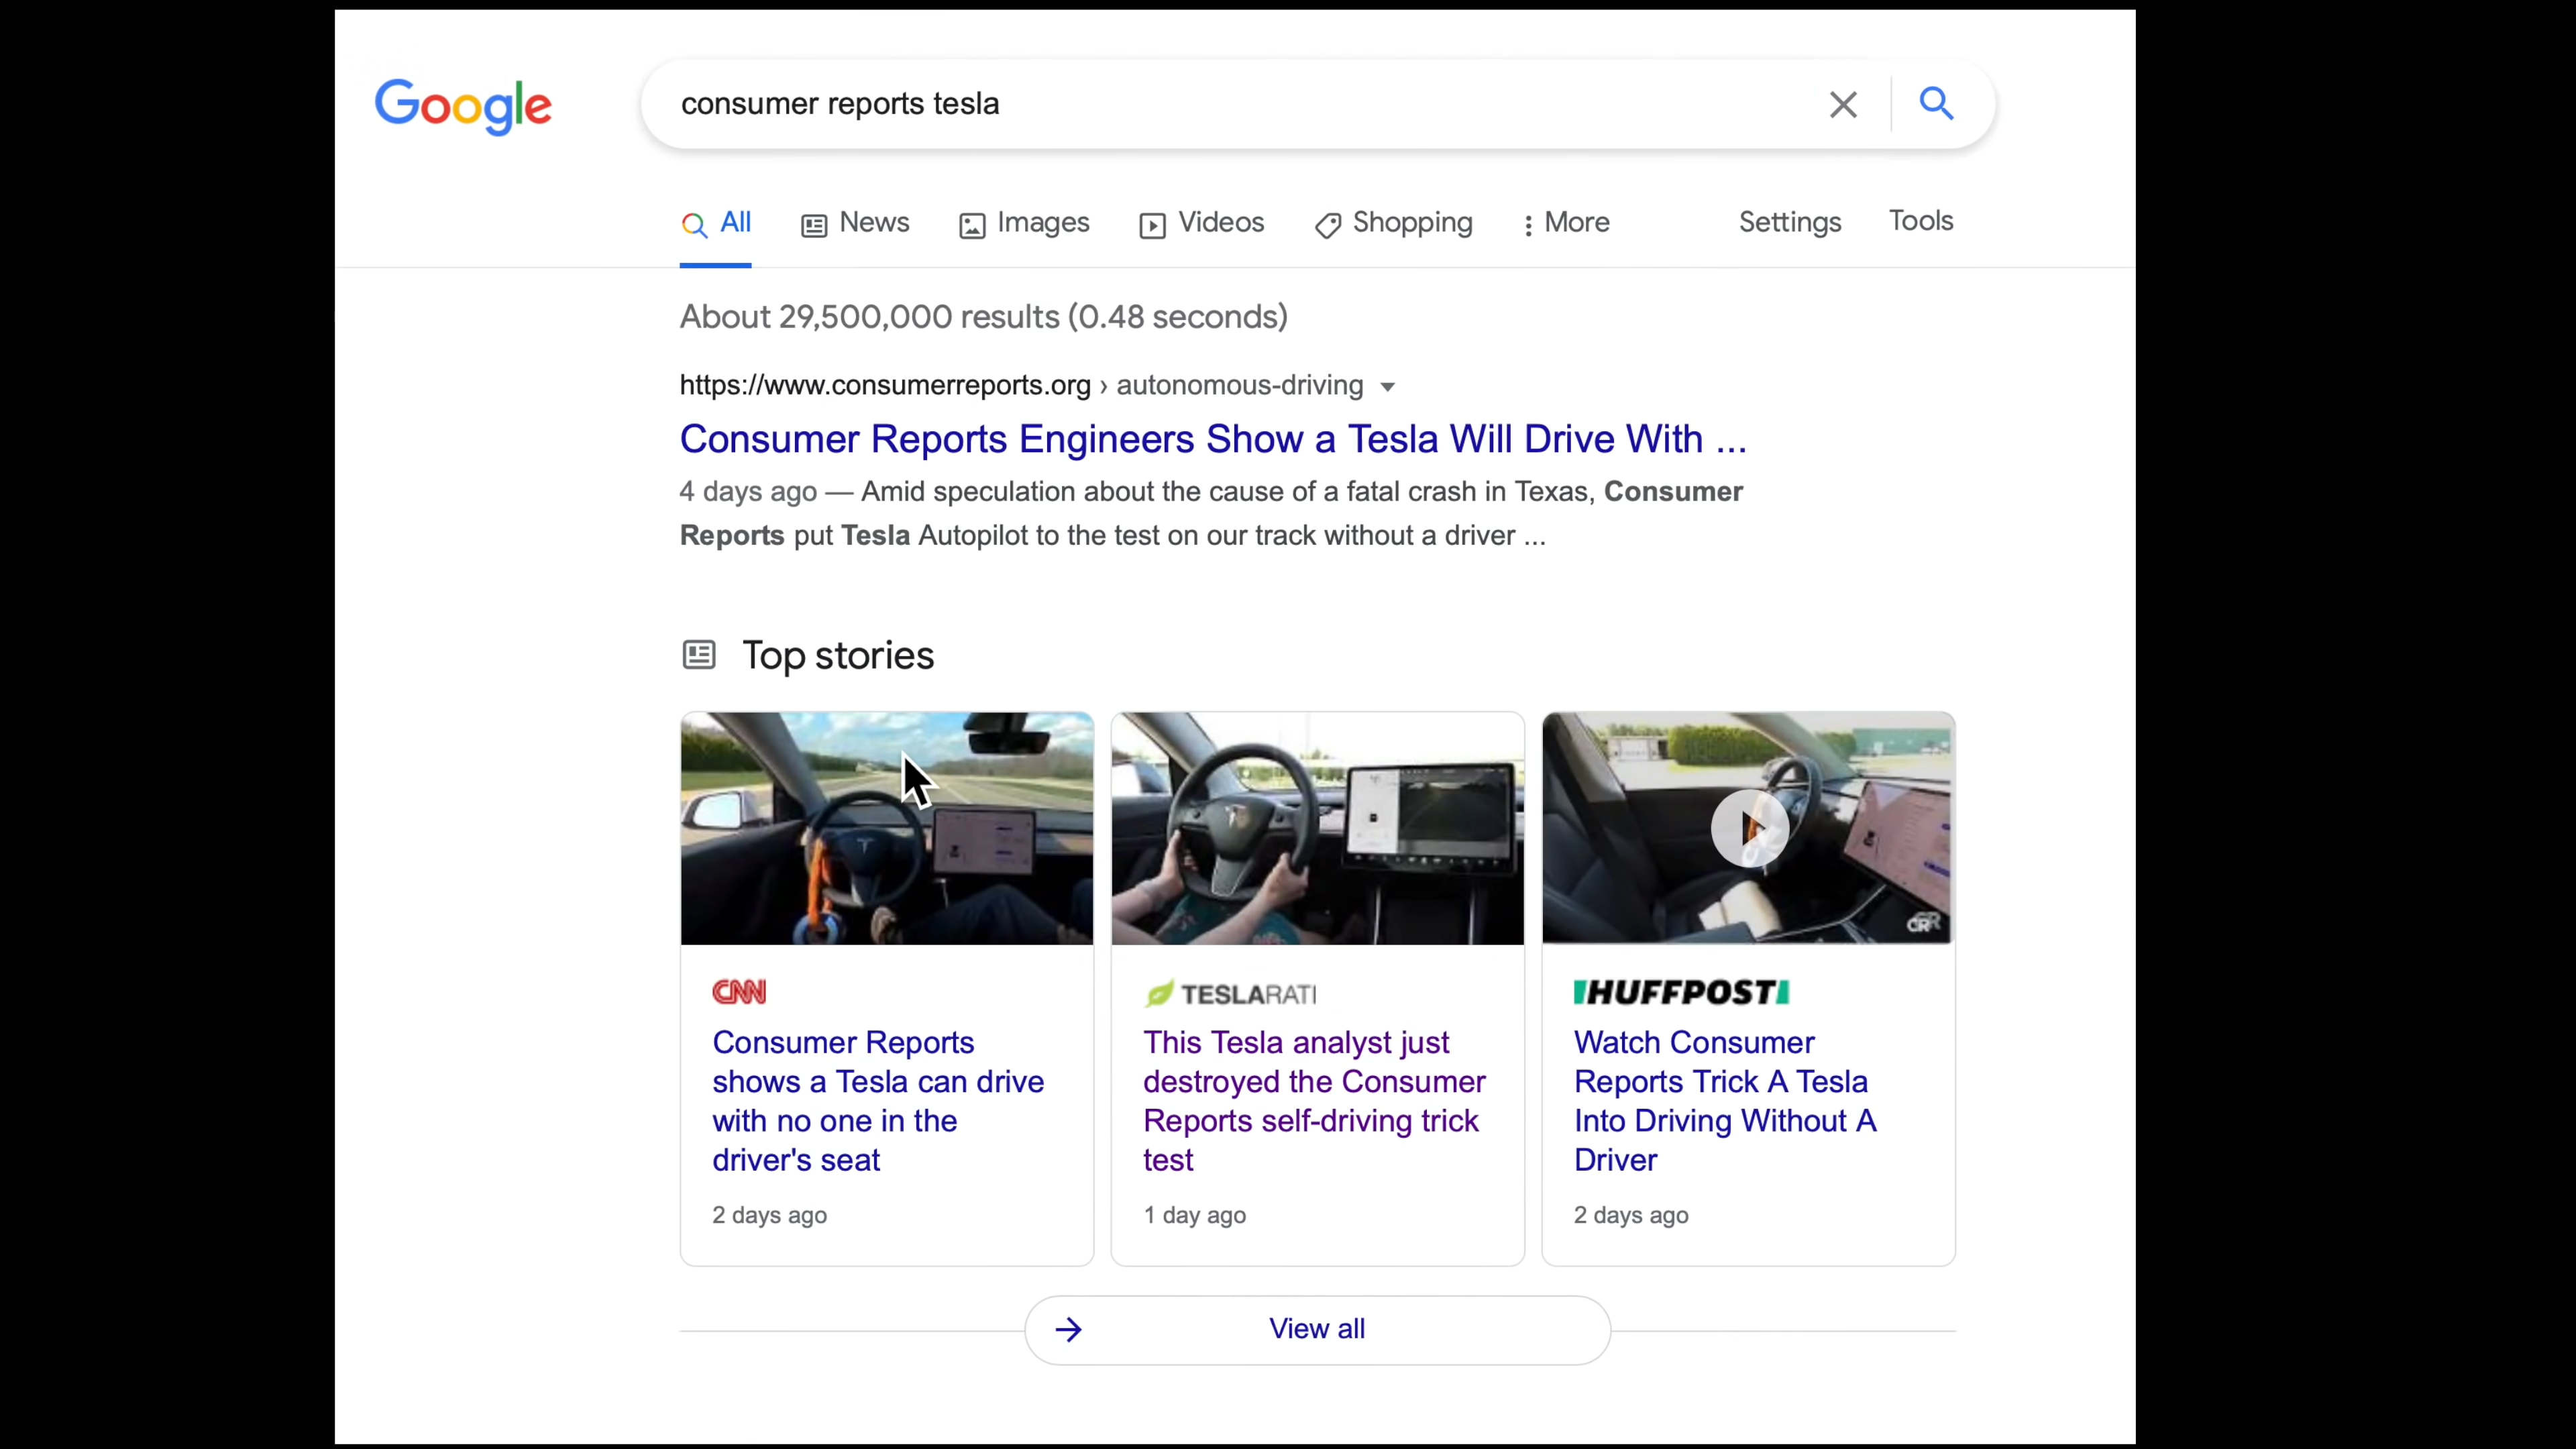 Google
consumer reports tesla
All News Images Videos Shopping More Settings Tools
About 29,500,000 results (0.48 seconds)
https://www.consumerreports.org › autonomous-driving
Consumer Reports Engineers Show a Tesla Will Drive With ...
4 days ago — Amid speculation about the cause of a fatal crash in Texas, Consumer
Reports put Tesla Autopilot to the test on our track without a driver ...
Top stories
CR
CNN
Consumer Reports
shows a Tesla can drive
with no one in the
driver's seat
2 days ago
TESLARATI
This Tesla analyst just
destroyed the Consumer
Reports self-driving trick
test
1 day ago
HUFFPOST
Watch Consumer
Reports Trick A Tesla
Into Driving Without A
Driver
2 days ago
View all